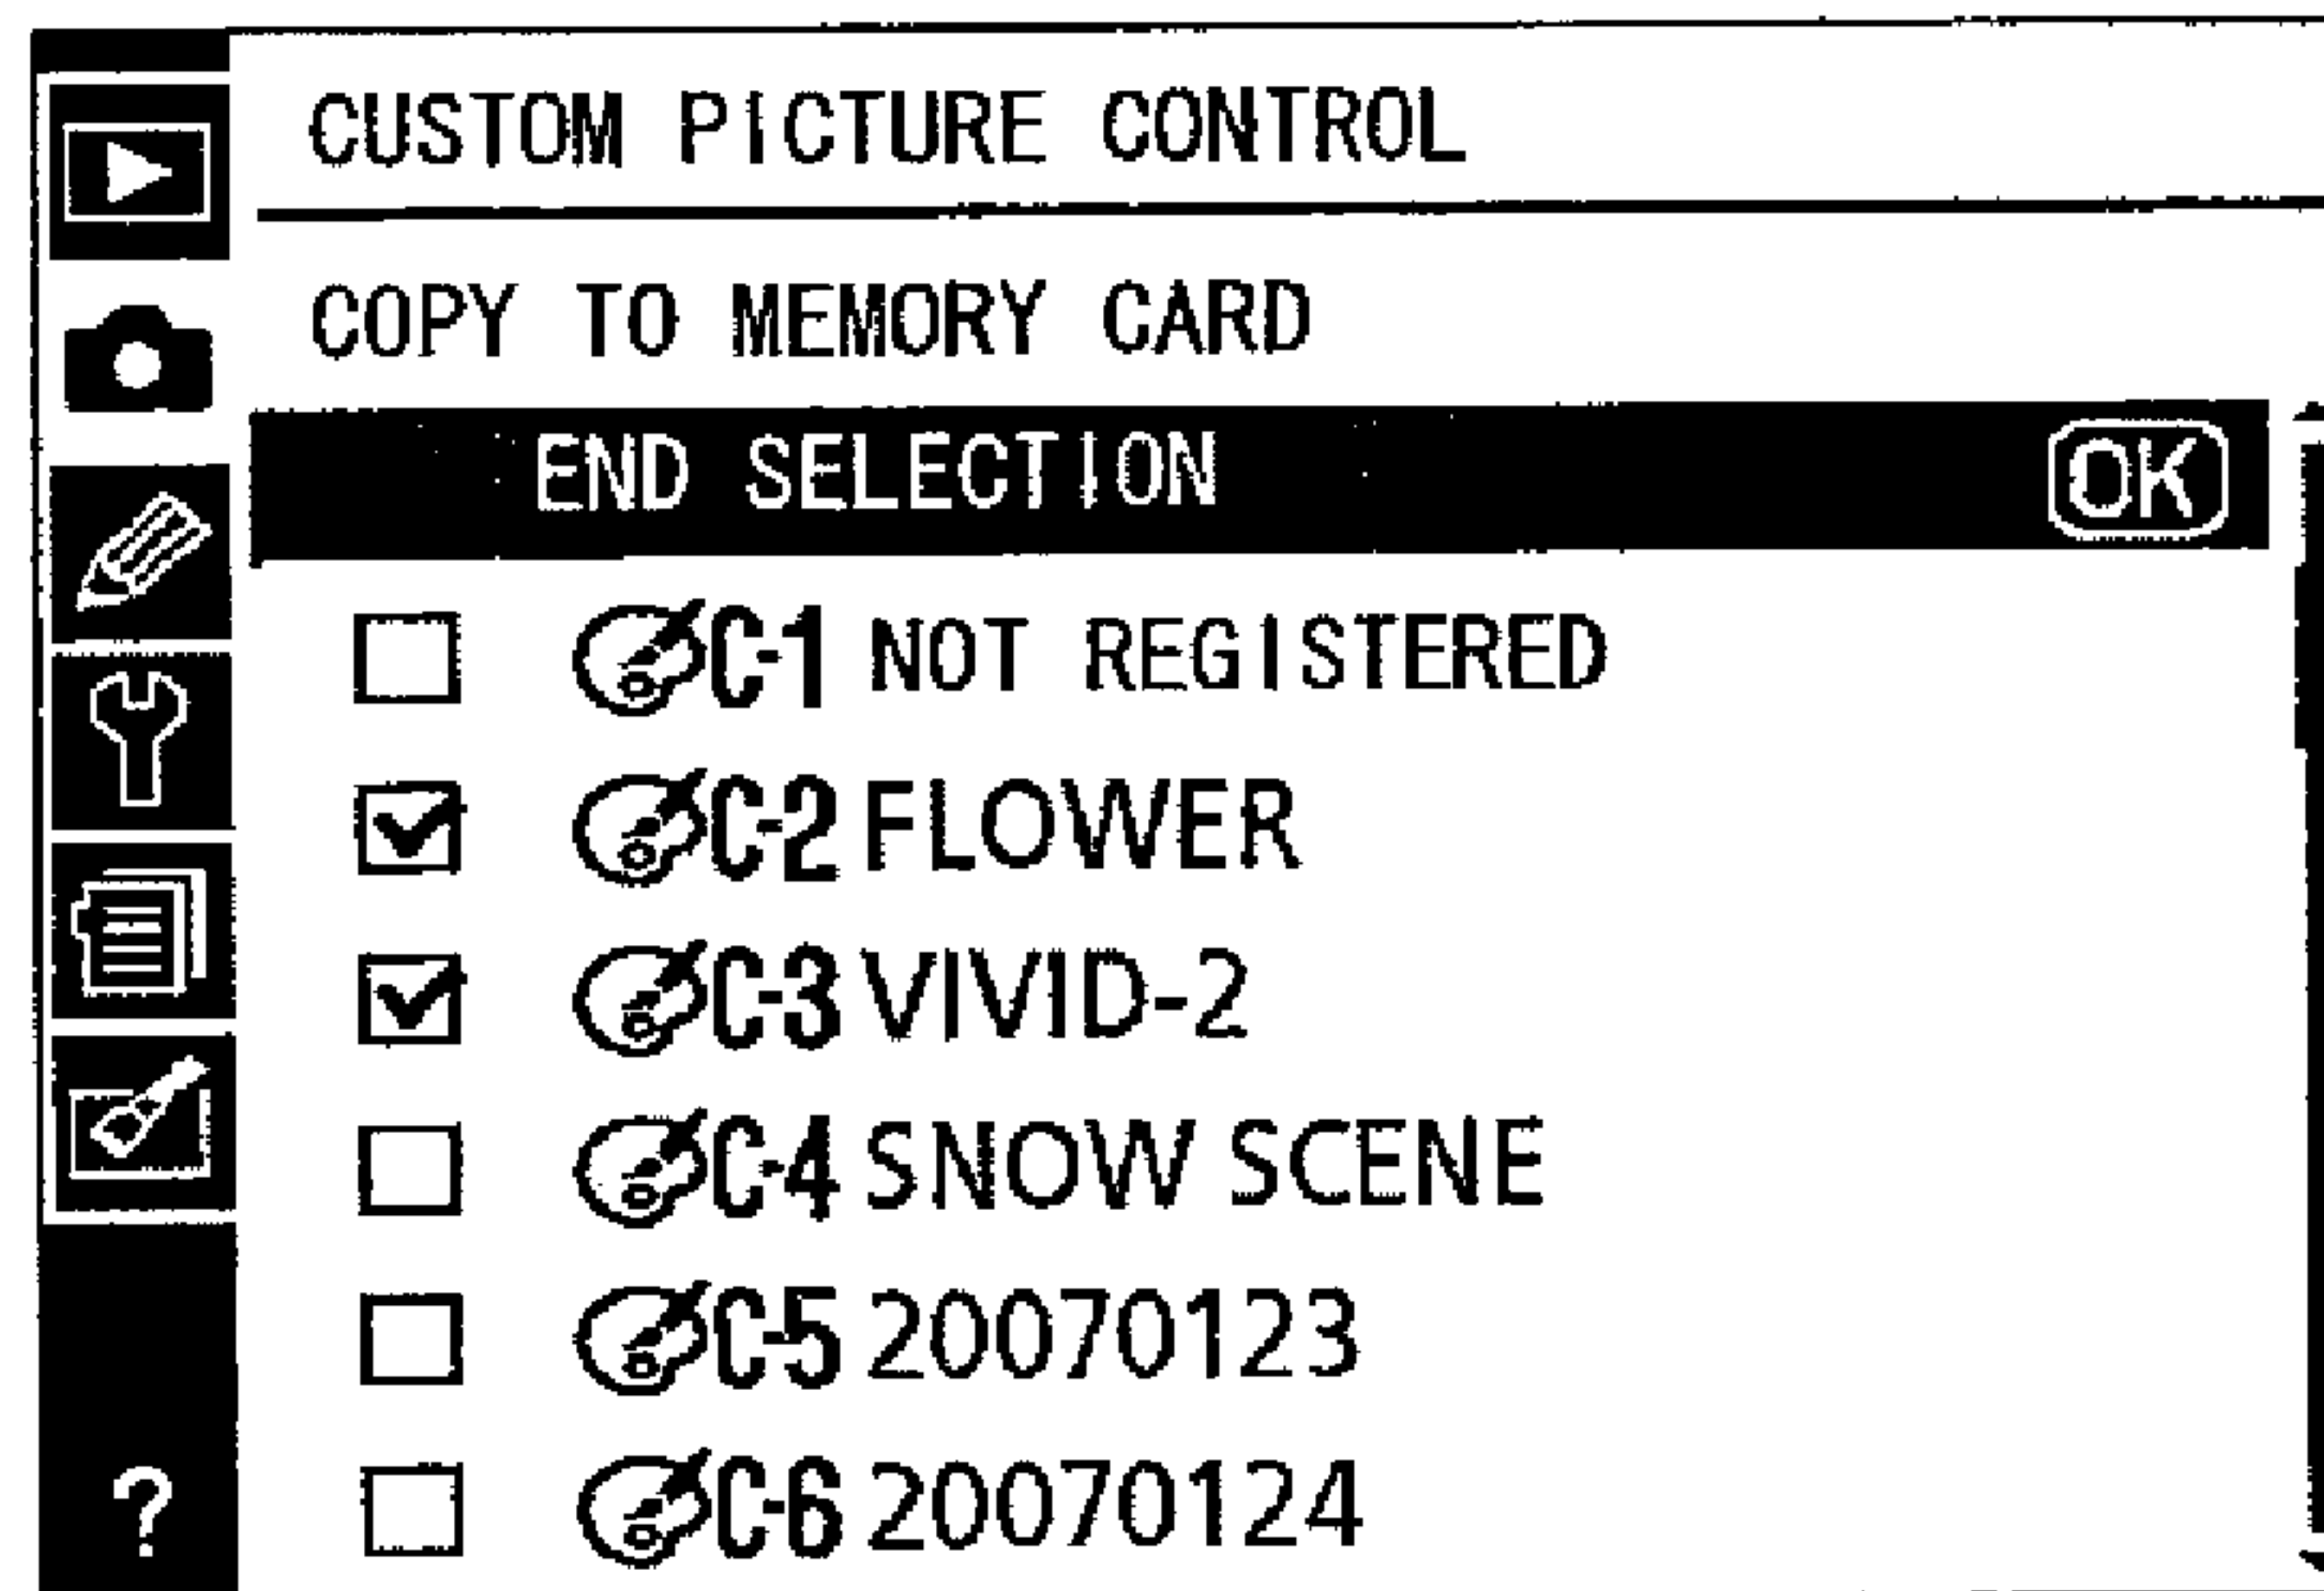 CUSTOM PICTURE CONTROL
COPY TO MEMORY CARD
END SELECTION OK
C-1 NOT REGISTERED
C-2 FLOWER
C-3 VIVID-2
C-4 SNOW SCENE
C-5 20070123
C-6 20070124
?